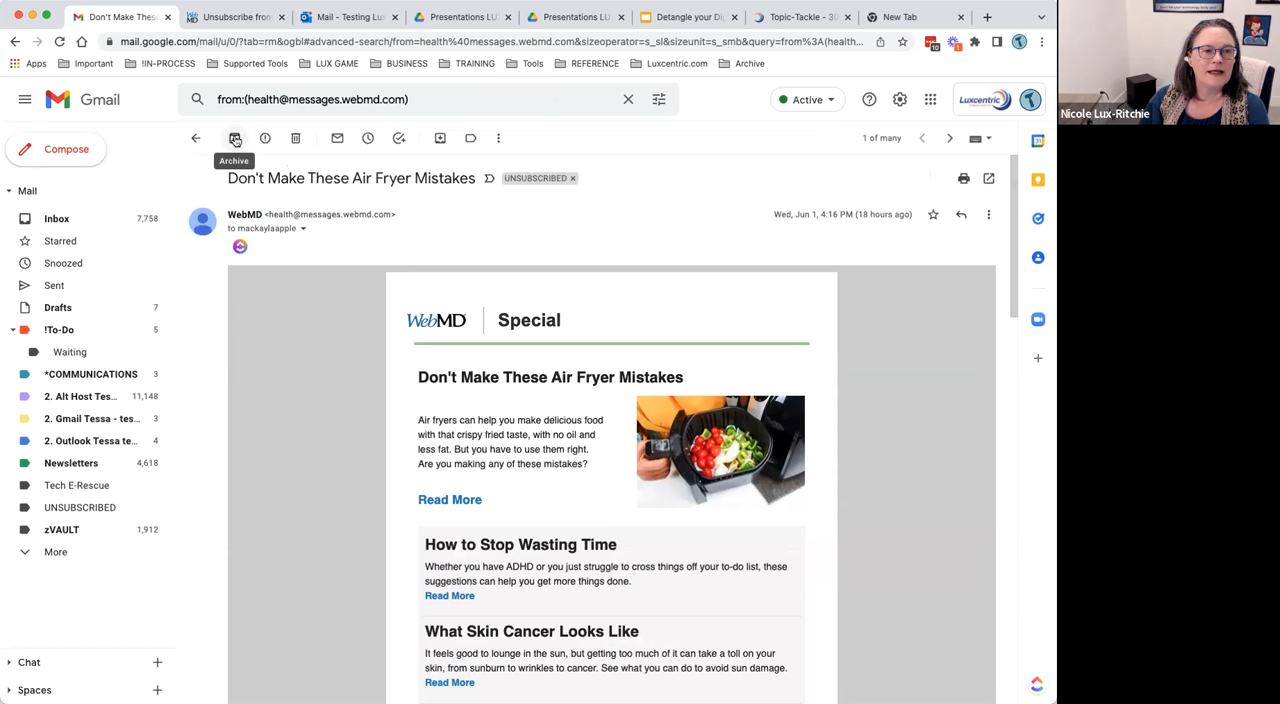 Don't Make Thes
Unsubscribe from
Mail - Testing Lu
Presentations L
Presentations LU
Detangle your Di
Topic-Tackle - 3
New Tab
mail.google.com/mail/u/0/?tab=rm&ogbl#advanced-search/from=health%40messages.webmd.com&sizeoperator=s_sl&sizeunit=s_smb&query=from%3A(health...
10
1
Apps
Important
!IN-PROCESS
Supported Tools
LUX GAME
BUSINESS
TRAINING
Tools
REFERENCE
Luxcentric.com
Archive
Gmail
from:(health@messages.webmd.com)
Active
Luxcentric
Compose
1 of many
Archive
Don't Make These Air Fryer Mistakes
UNSUBSCRIBED ×
Mail
Inbox 7,758
Starred
Snoozed
Sent
Drafts 7
!To-Do 5
Waiting
*COMMUNICATIONS 3
2. Alt Host Tes... 11,148
2. Gmail Tessa - tes... 3
2. Outlook Tessa te... 4
Newsletters 4,618
Tech E-Rescue
UNSUBSCRIBED
zVAULT 1,912
More
Chat
Spaces
WebMD <health@messages.webmd.com>
to mackaylaapple
Wed, Jun 1, 4:16 PM (18 hours ago)
WebMD
Special
Don't Make These Air Fryer Mistakes
Air fryers can help you make delicious food
with that crispy fried taste, with no oil and
less fat. But you have to use them right.
Are you making any of these mistakes?
Read More
How to Stop Wasting Time
Whether you have ADHD or you just struggle to cross things off your to-do list, these
suggestions can help you get more things done.
Read More
What Skin Cancer Looks Like
It feels good to lounge in the sun, but getting too much of it can take a toll on your
skin, from sunburn to wrinkles to cancer. See what you can do to avoid sun damage.
Read More
Nicole Lux-Ritchie